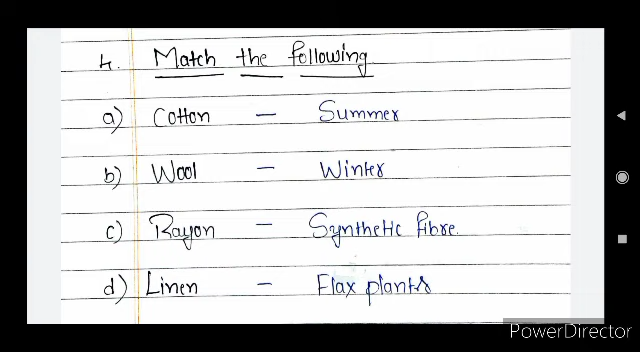 4. Match the following
a) Cotton — Summer
b) Wool — Winter
c) Rayon — Synthetic fibre.
d) Linen — Flax plants
PowerDirector